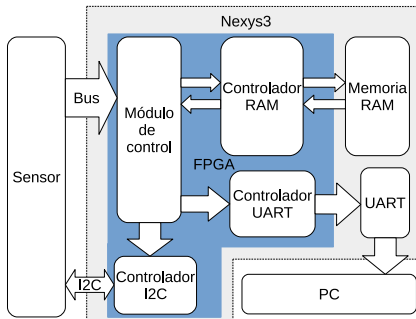 Nexys3
Bus
Módulo
de
control
Controlador
RAM
Memoria
RAM
FPGA
Sensor
Controlador
UART
UART
I2C
Controlador
I2C
PC